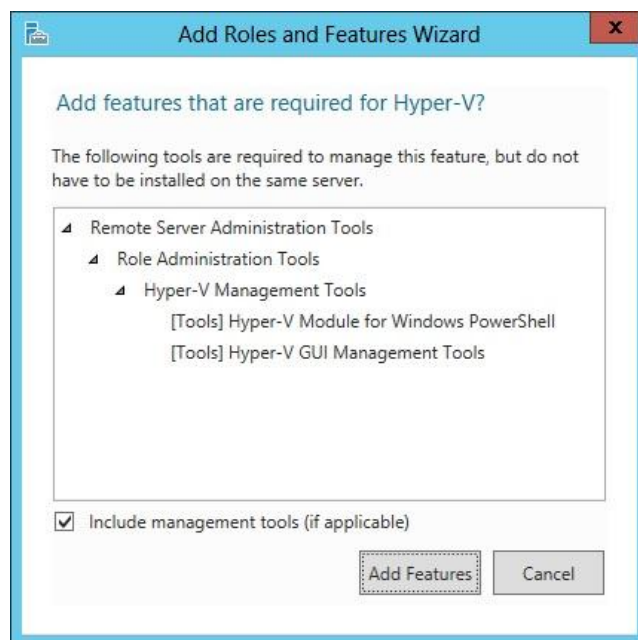 Add Roles and Features Wizard
x
Add features that are required for Hyper-V?
The following tools are required to manage this feature, but do not
have to be installed on the same server.
Remote Server Administration Tools
Role Administration Tools
Hyper-V Management Tools
[Tools] Hyper-V Module for Windows PowerShell
[Tools] Hyper-V GUI Management Tools
Include management tools (if applicable)
Add Features Cancel